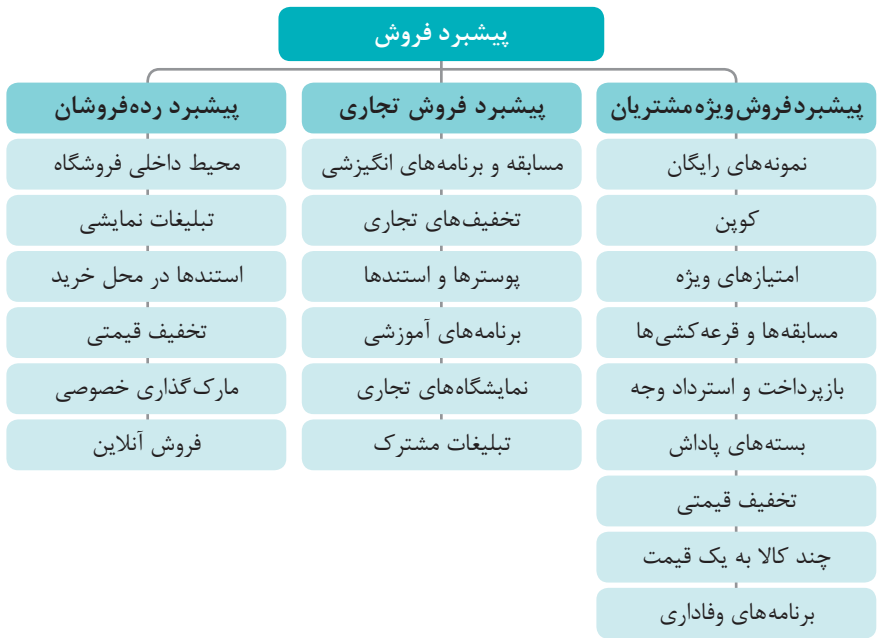 پیشبرد فروش
پیشبرد فروش ویژه مشتریان
نمونه‌های رایگان
کوپن
امتیازهای ویژه
مسابقه‌ها و قرعه‌کشی‌ها
بازپرداخت و استرداد وجه
بسته‌های پاداش
تخفیف قیمتی
چند کالا به یک قیمت
برنامه‌های وفاداری
پیشبرد فروش تجاری
مسابقه و برنامه‌های انگیزشی
تخفیف‌های تجاری
پوسترها و استندها
برنامه‌های آموزشی
نمایشگاه‌های تجاری
تبلیغات مشترک
پیشبرد رده‌فروشان
محیط داخلی فروشگاه
تبلیغات نمایشی
استندها در محل خرید
تخفیف قیمتی
مارک‌گذاری خصوصی
فروش آنلاین